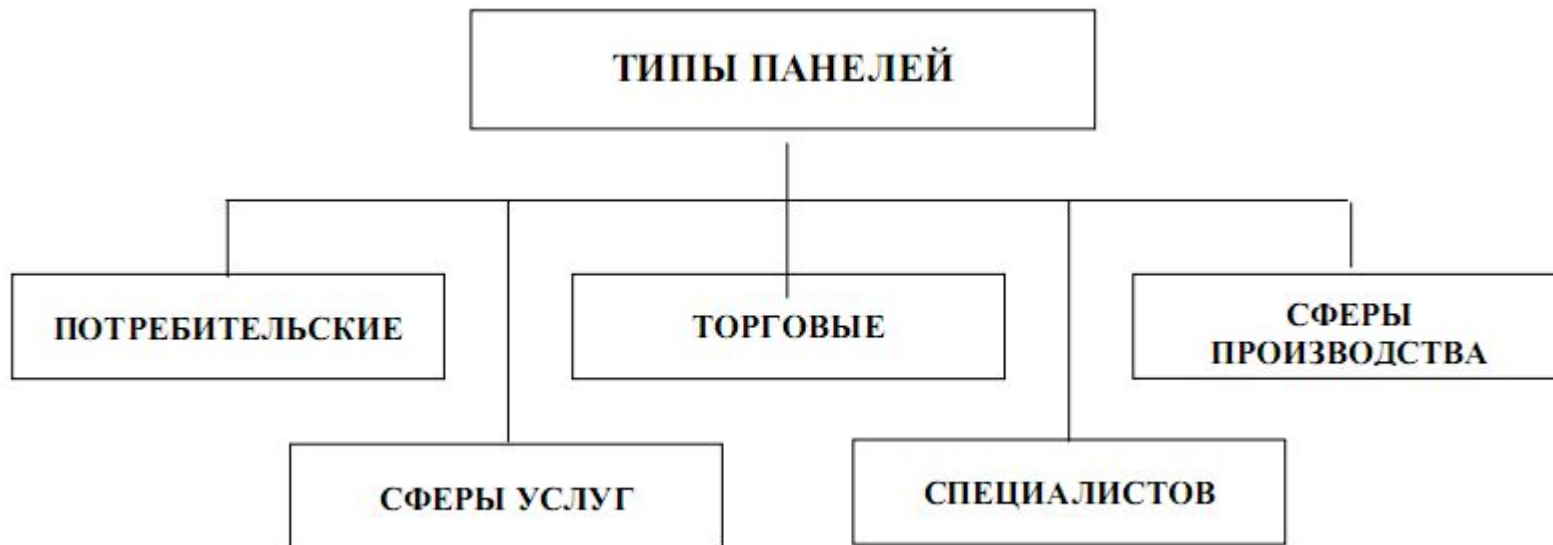 ТИПЫ ПАНЕЛЕЙ
ПОТРЕБИТЕЛЬСКИЕ
ТОРГОВЫЕ
СФЕРЫ
ПРОИЗВОДСТВА
СФЕРЫ УСЛУГ
СПЕЦИАЛИСТОВ